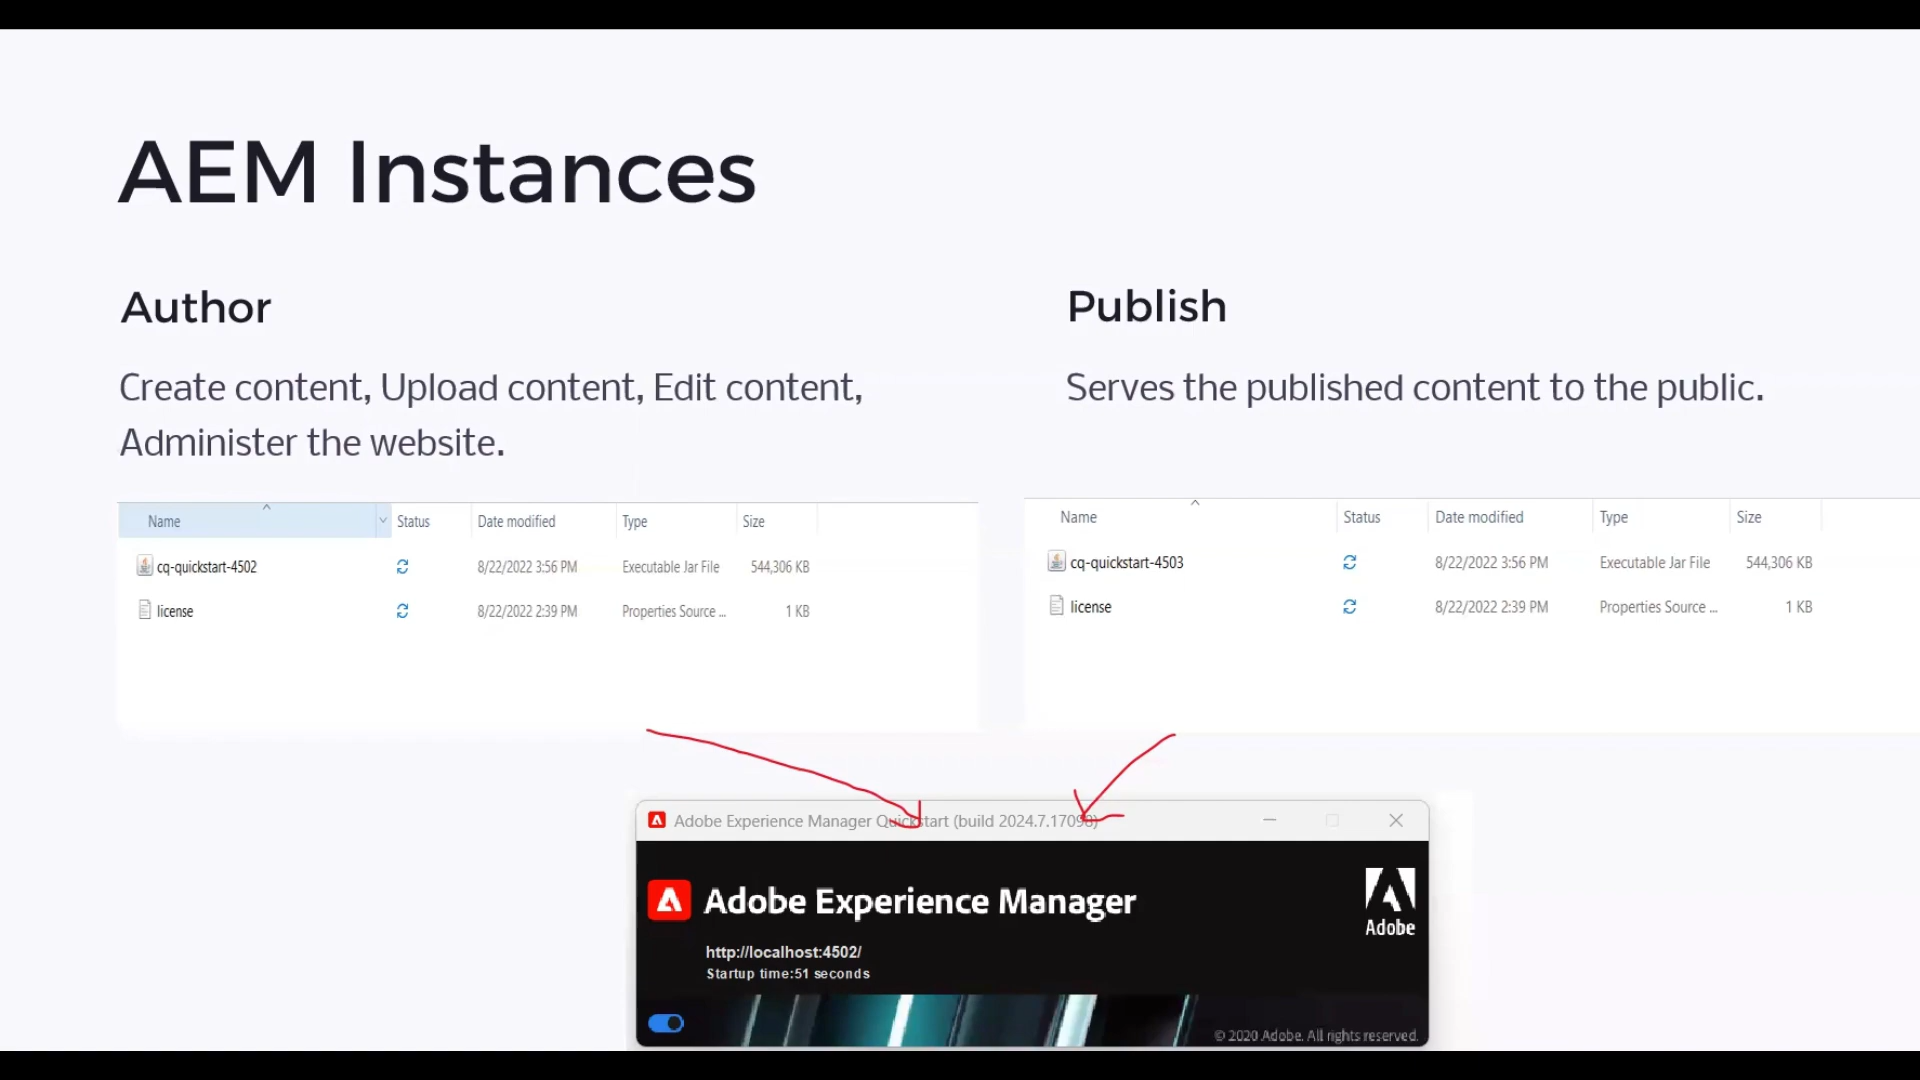 AEM Instances
Author
Create content, Upload content, Edit content,
Administer the website.
Name Status Date modified Type Size
cq-quickstart-4502 8/22/2022 3:56 PM Executable Jar File 544,306 KB
license 8/22/2022 2:39 PM Properties Source ... 1 KB
Publish
Serves the published content to the public.
Name Status Date modified Type Size
cq-quickstart-4503 8/22/2022 3:56 PM Executable Jar File 544,306 KB
license 8/22/2022 2:39 PM Properties Source ... 1 KB
Adobe Experience Manager Quickstart (build 2024.7.17098)
Adobe Experience Manager
Adobe
http://localhost:4502/
Startup time:51 seconds
© 2020 Adobe. All rights reserved.